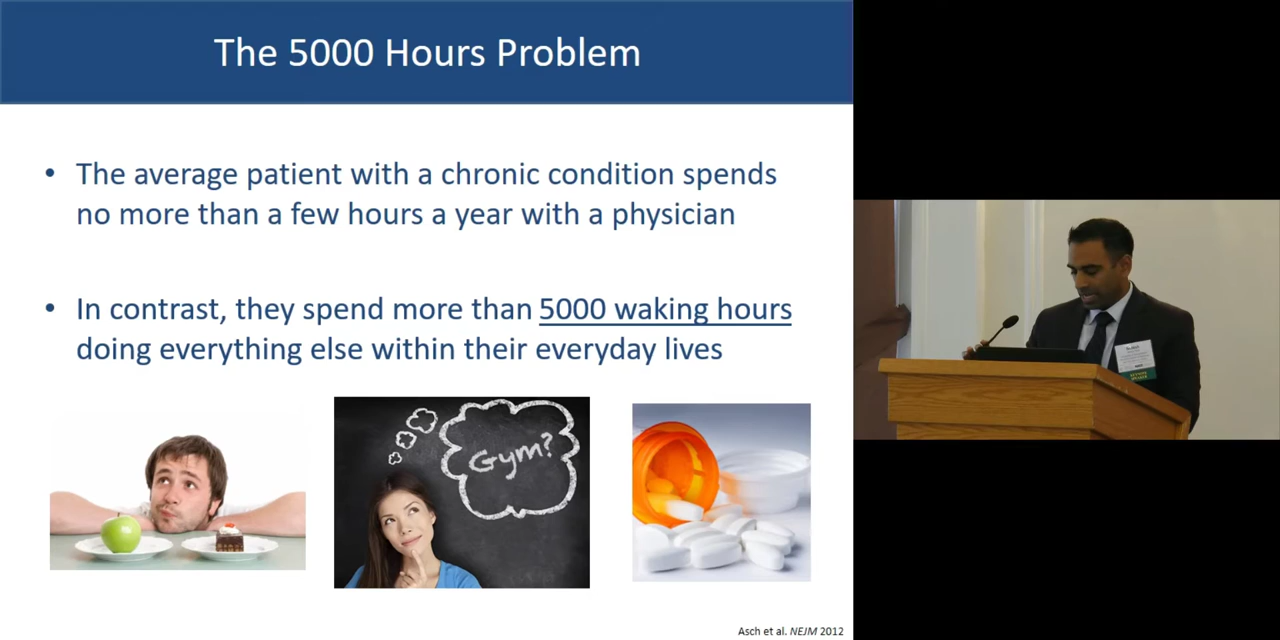 The 5000 Hours Problem
• The average patient with a chronic condition spends
no more than a few hours a year with a physician
• In contrast, they spend more than 5000 waking hours
doing everything else within their everyday lives
Gym?
Asch et al. NEJM 2012